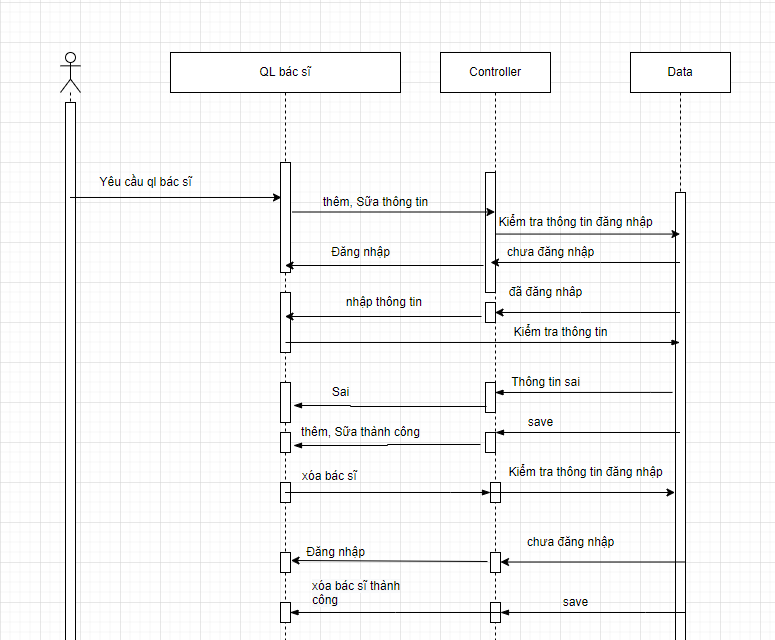 QL bác sĩ
Controller
Data
Yêu cầu ql bác sĩ
thêm, Sữa thông tin
Kiểm tra thông tin đăng nhập
Đăng nhập
chưa đăng nhập
đã đăng nhâp
nhập thông tin
Kiểm tra thông tin
Thông tin sai
Sai
save
thêm, Sữa thành công
Kiểm tra thông tin đăng nhập
xóa bác sĩ
chưa đăng nhập
Đăng nhập
xóa bác sĩ thành
công
save